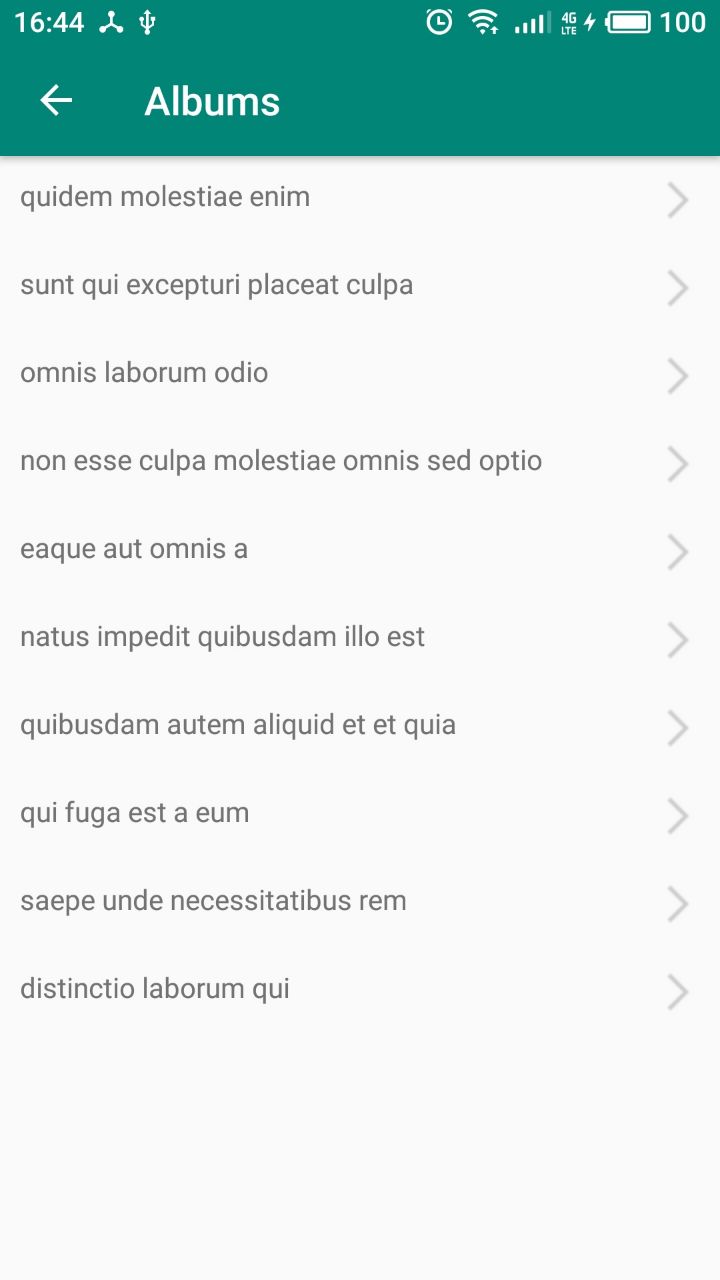 16:44 4G LTE 100
Albums
quidem molestiae enim
sunt qui excepturi placeat culpa
omnis laborum odio
non esse culpa molestiae omnis sed optio
eaque aut omnis a
natus impedit quibusdam illo est
quibusdam autem aliquid et et quia
qui fuga est a eum
saepe unde necessitatibus rem
distinctio laborum qui